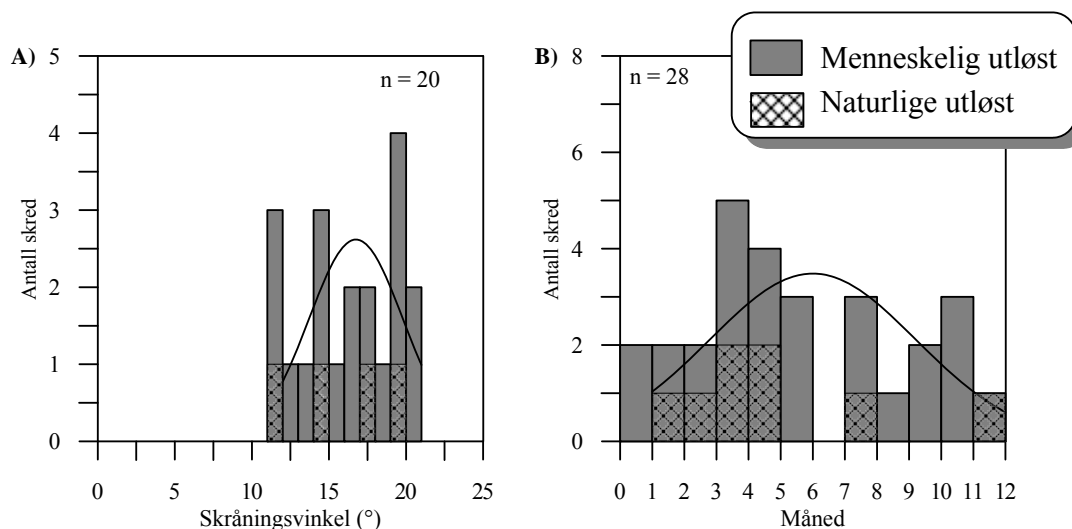 A)
n = 20
5
4
3
2
1
0
Antall skred
0 5 10 15 20 25
Skråningsvinkel (°)
B)
n = 28
8
6
4
2
0
Antall skred
0 1 2 3 4 5 6 7 8 9 10 11 12
Måned
Menneskelig utløst
Naturlige utløst